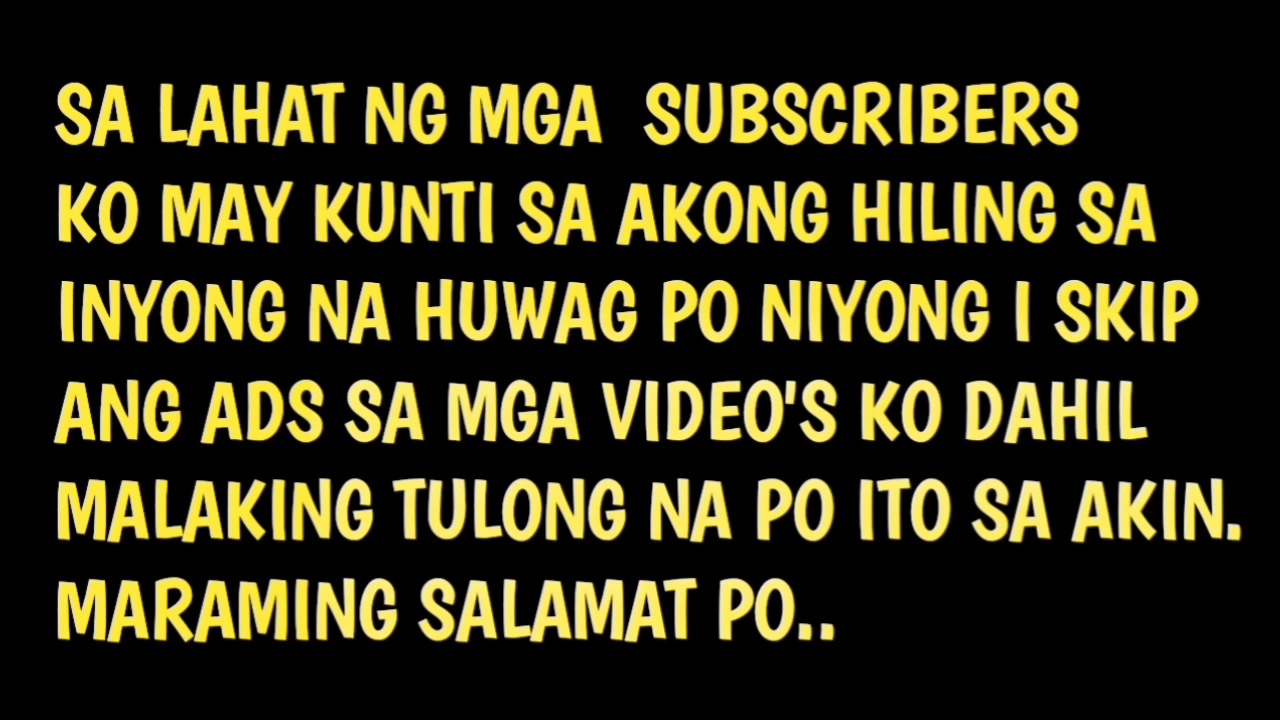 SA LAHAT NG MGA SUBSCRIBERS
KO MAY KUNTI SA AKONG HILING SA
INYONG NA HUWAG PO NIYONG I SKIP
ANG ADS SA MGA VIDEO'S KO DAHIL
MALAKING TULONG NA PO ITO SA AKIN.
MARAMING SALAMAT PO..